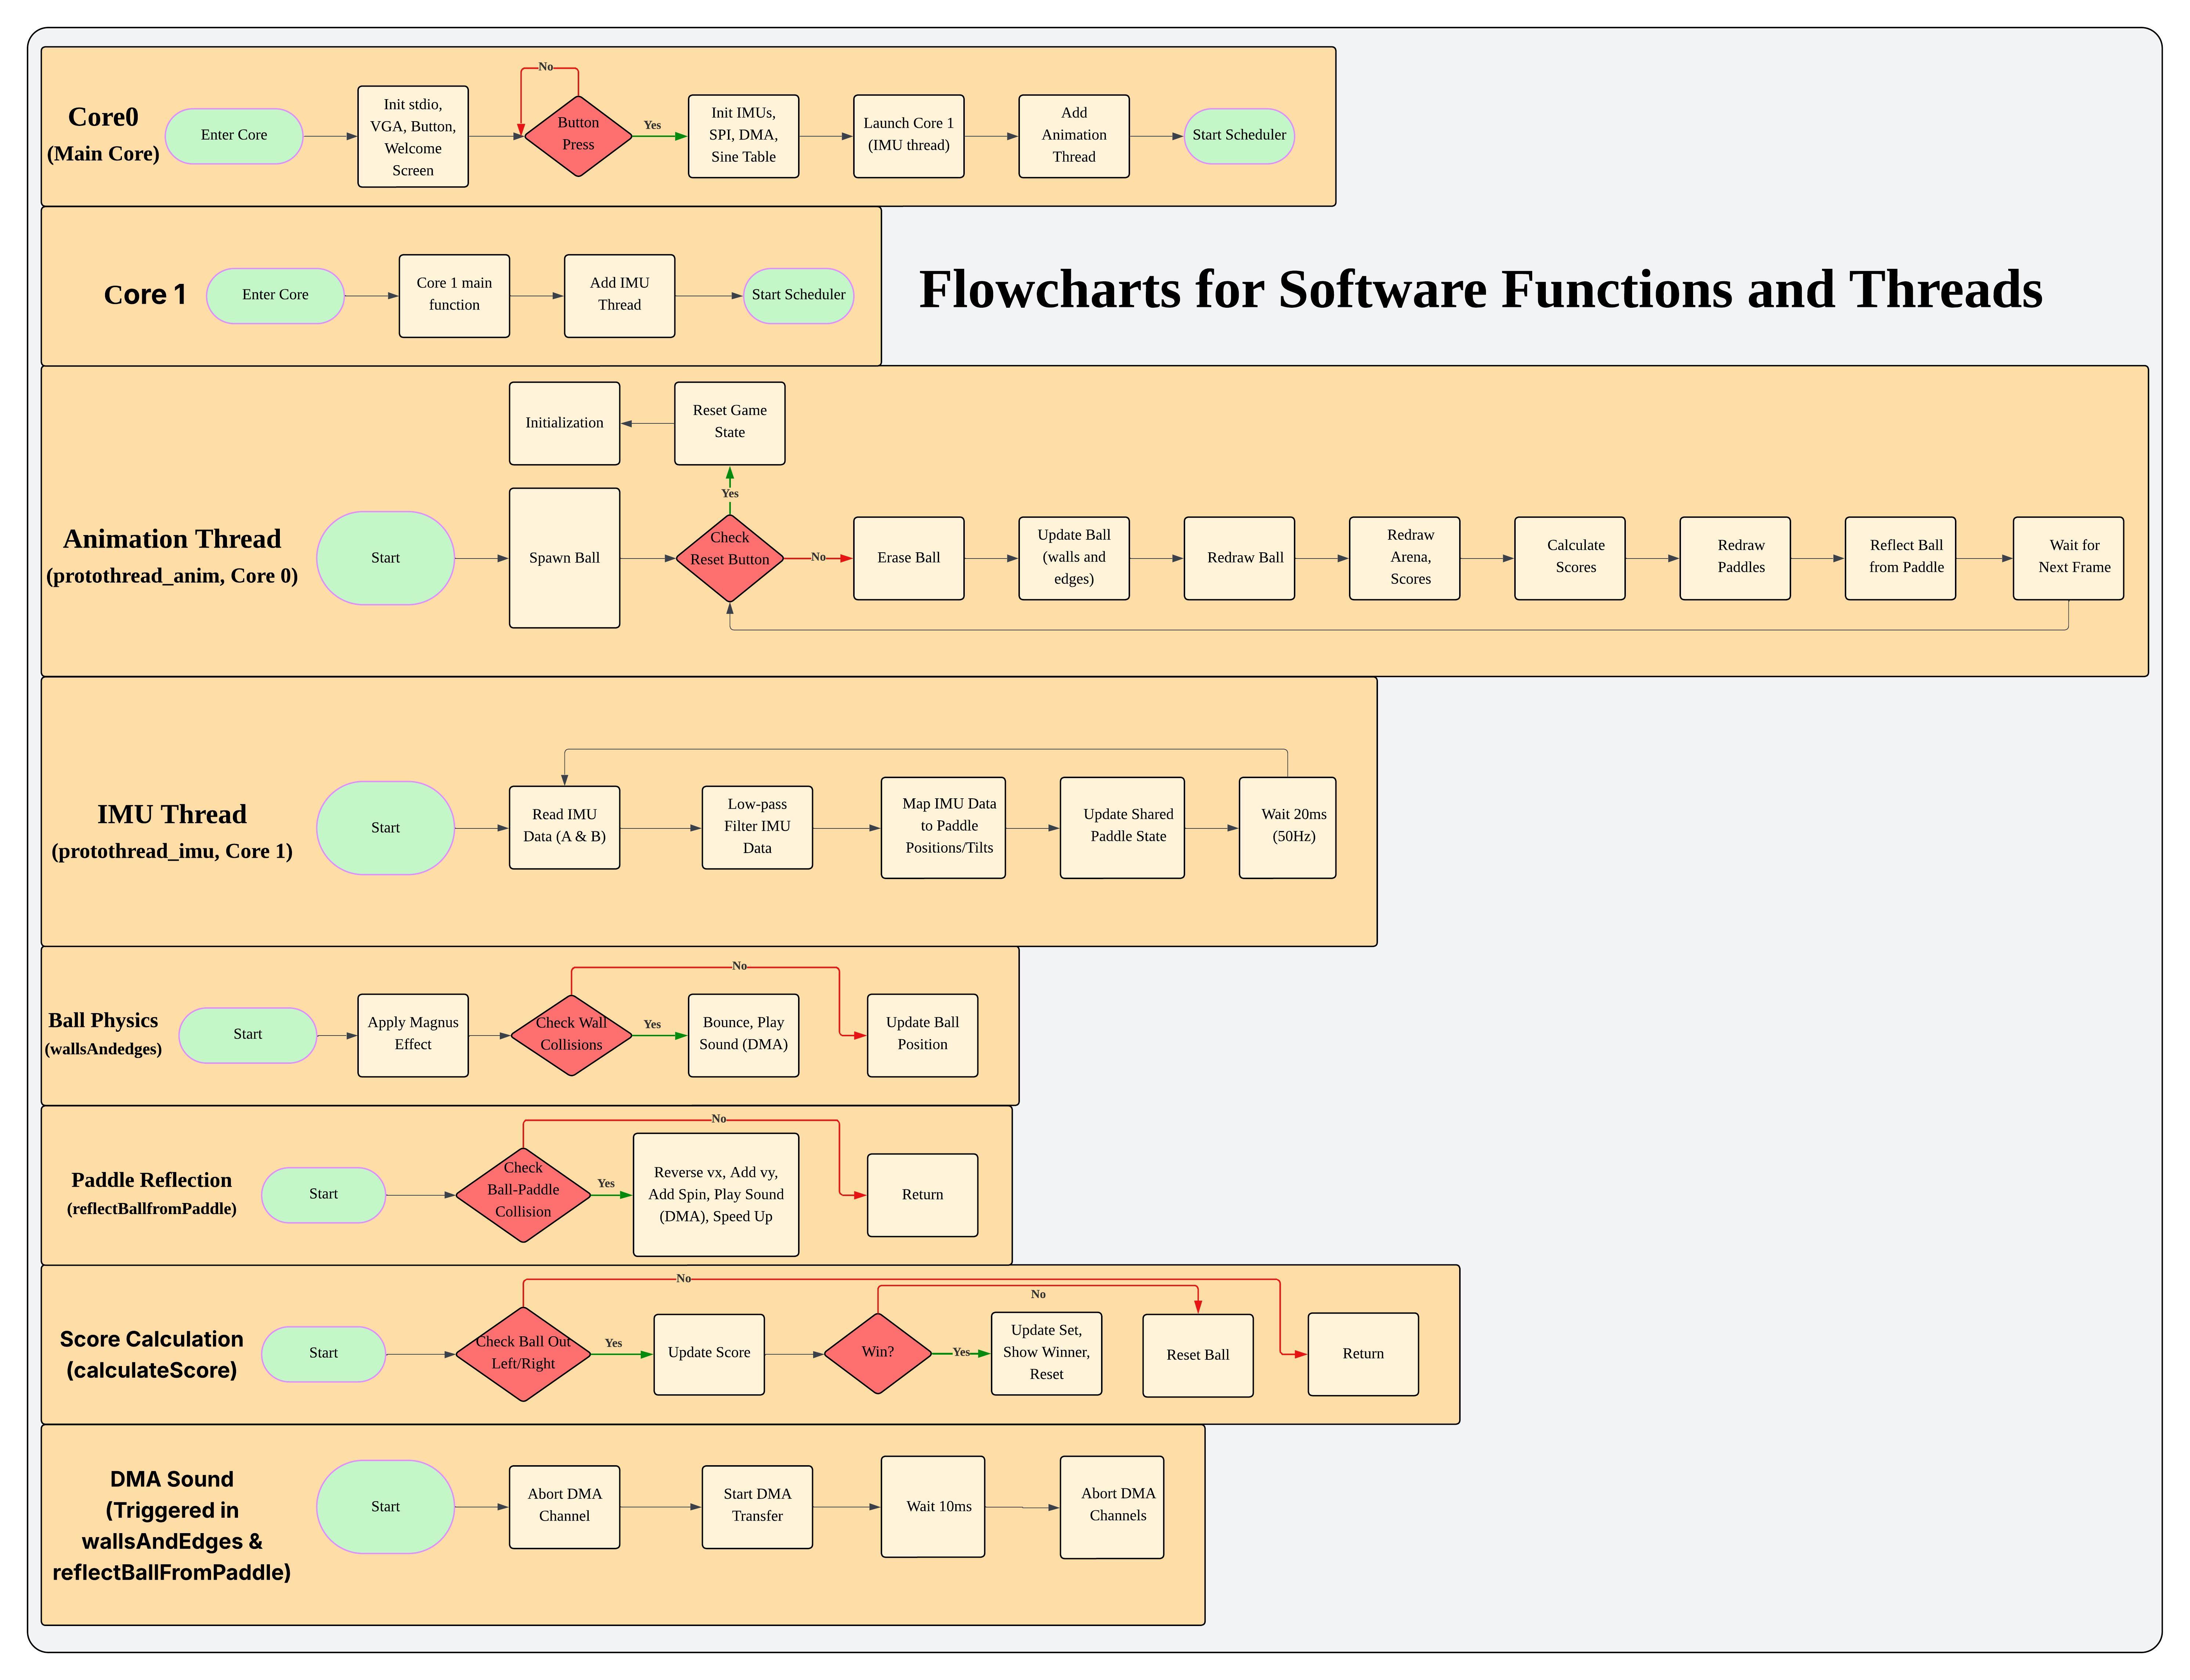 Core0
(Main Core)
Enter Core
Init stdio,
VGA, Button,
Welcome
Screen
No
Button
Press
Yes
Init IMUs,
SPI, DMA,
Sine Table
Launch Core 1
(IMU thread)
Add
Animation
Thread
Start Scheduler
Core 1
Enter Core
Core 1 main
function
Add IMU
Thread
Start Scheduler
Flowcharts for Software Functions and Threads
Animation Thread
(protothread_anim, Core 0)
Start
Initialization
Reset Game
State
Yes
Spawn Ball
Check
Reset Button
No
Erase Ball
Update Ball
(walls and
edges)
Redraw Ball
Redraw
Arena,
Scores
Calculate
Scores
Redraw
Paddles
Reflect Ball
from Paddle
Wait for
Next Frame
IMU Thread
(protothread_imu, Core 1)
Start
Read IMU
Data (A & B)
Low-pass
Filter IMU
Data
Map IMU Data
to Paddle
Positions/Tilts
Update Shared
Paddle State
Wait 20ms
(50Hz)
Ball Physics
(wallsAndedges)
Start
Apply Magnus
Effect
Check Wall
Collisions
No
Yes
Bounce, Play
Sound (DMA)
Update Ball
Position
Paddle Reflection
(reflectBallfromPaddle)
Start
Check
Ball-Paddle
Collision
No
Yes
Reverse vx, Add vy,
Add Spin, Play Sound
(DMA), Speed Up
Return
Score Calculation
(calculateScore)
Start
Check Ball Out
Left/Right
No
Yes
Update Score
Win?
No
Yes
Update Set,
Show Winner,
Reset
Reset Ball
Return
DMA Sound
(Triggered in
wallsAndEdges &
reflectBallFromPaddle)
Start
Abort DMA
Channel
Start DMA
Transfer
Wait 10ms
Abort DMA
Channels